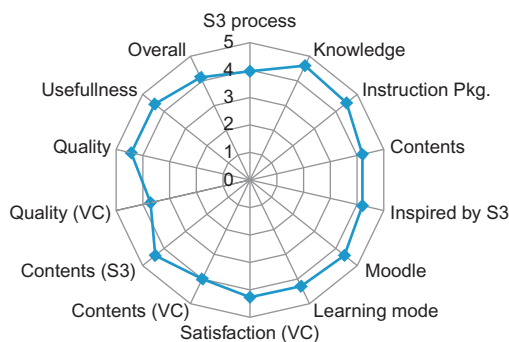 S3 process
Knowledge
Instruction Pkg.
Contents
Inspired by S3
Moodle
Learning mode
Satisfaction (VC)
Contents (VC)
Contents (S3)
Quality (VC)
Quality
Usefullness
Overall
5
4
3
2
1
0